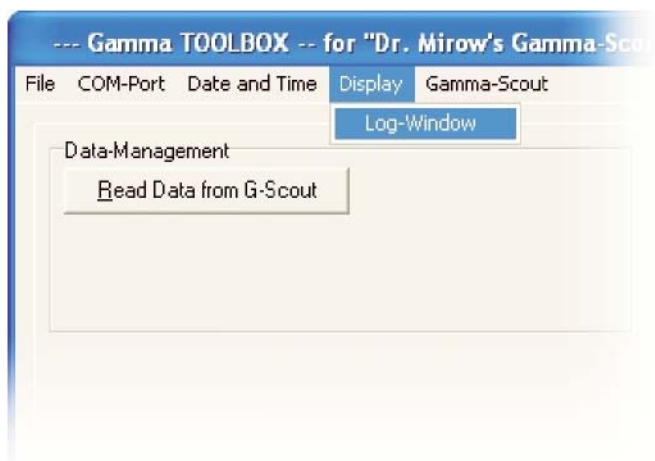 --- Gamma TOOLBOX -- for "Dr. Mirow's Gamma-Sco
File COM-Port Date and Time Display Gamma-Scout
Log-Window
Data-Management
Read Data from G-Scout